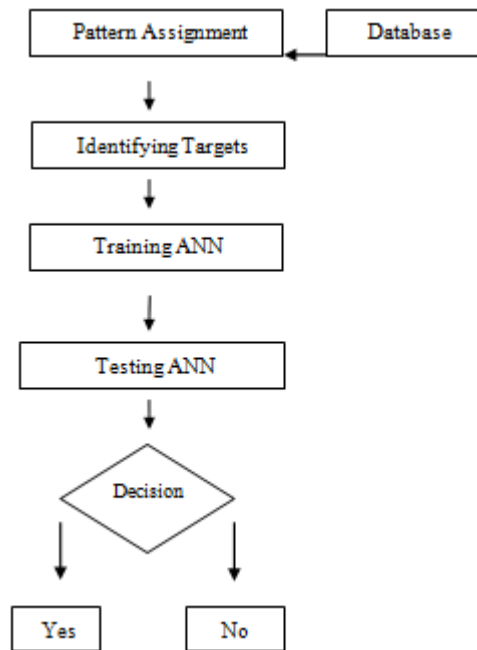 Pattern Assignment
Database
Identifying Targets
Training ANN
Testing ANN
Decision
Yes
No